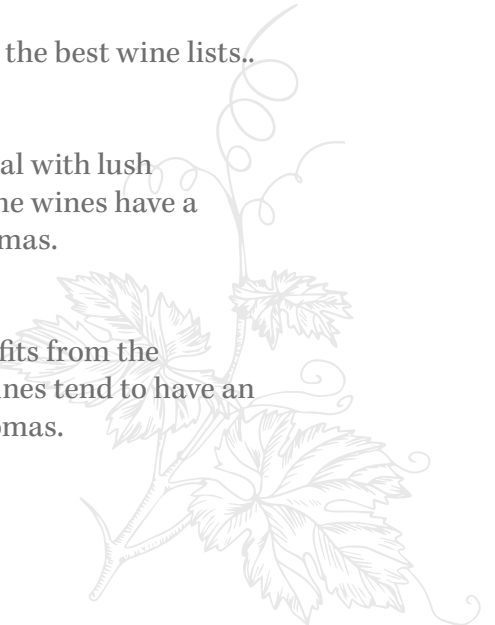 the best wine lists..
al with lush
ne wines have a
mas.
fits from the
ines tend to have an
omas.